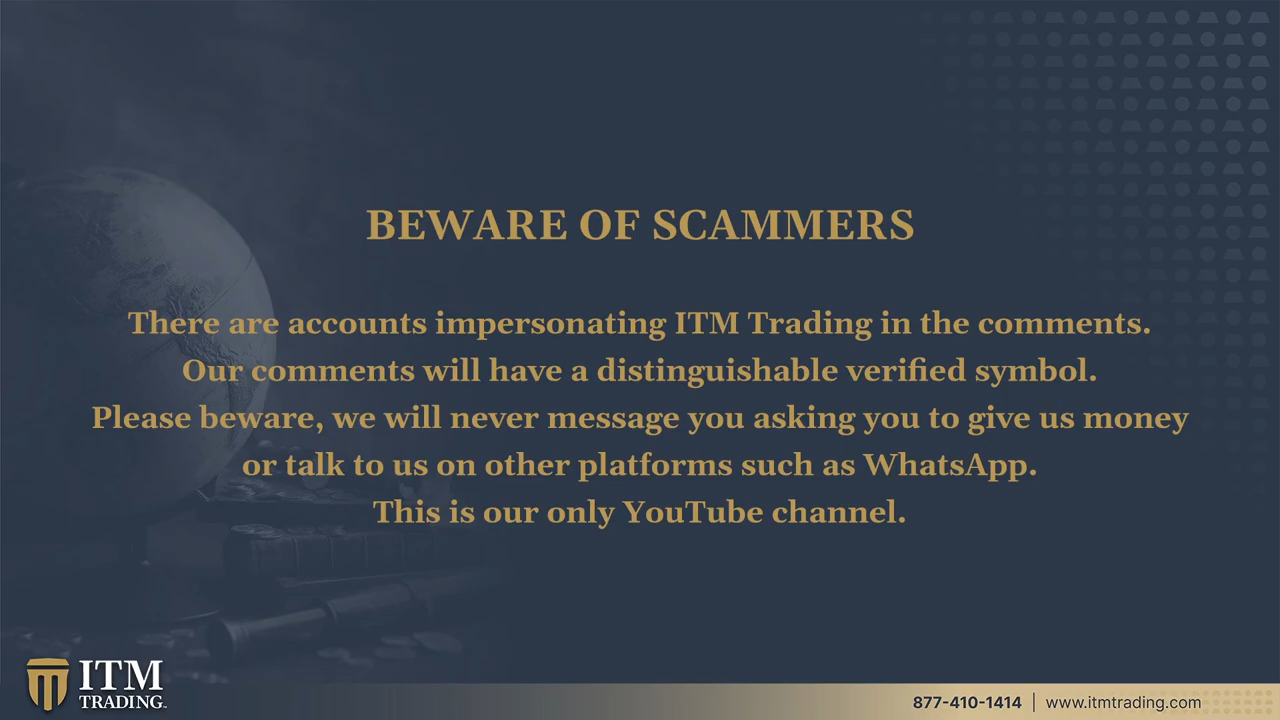 BEWARE OF SCAMMERS
There are accounts impersonating ITM Trading in the comments.
Our comments will have a distinguishable verified symbol.
Please beware, we will never message you asking you to give us money
or talk to us on other platforms such as WhatsApp.
This is our only YouTube channel.
ITM
TRADING
877-410-1414 | www.itmtrading.com